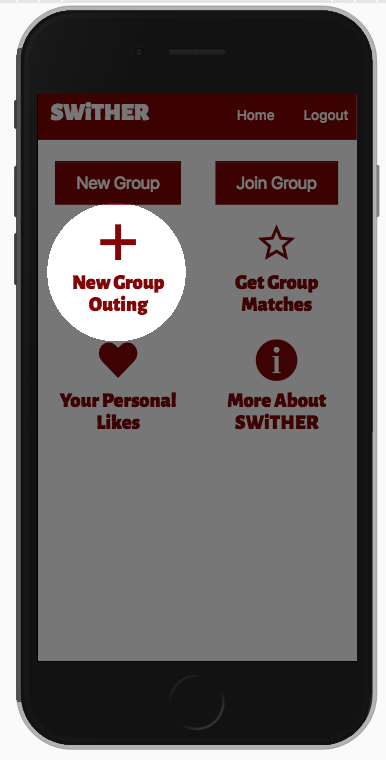 SWiTHER Home Logout
New Group Join Group
New Group
Outing
Get Group
Matches
Your Personal
Likes
More About
SWiTHER